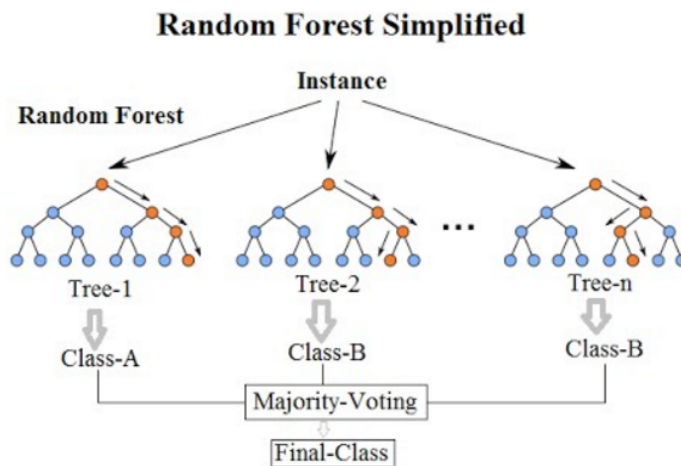 Random Forest Simplified
Instance
Random Forest
...
Tree-1
Tree-2
Tree-n
Class-A
Class-B
Class-B
Majority-Voting
Final-Class